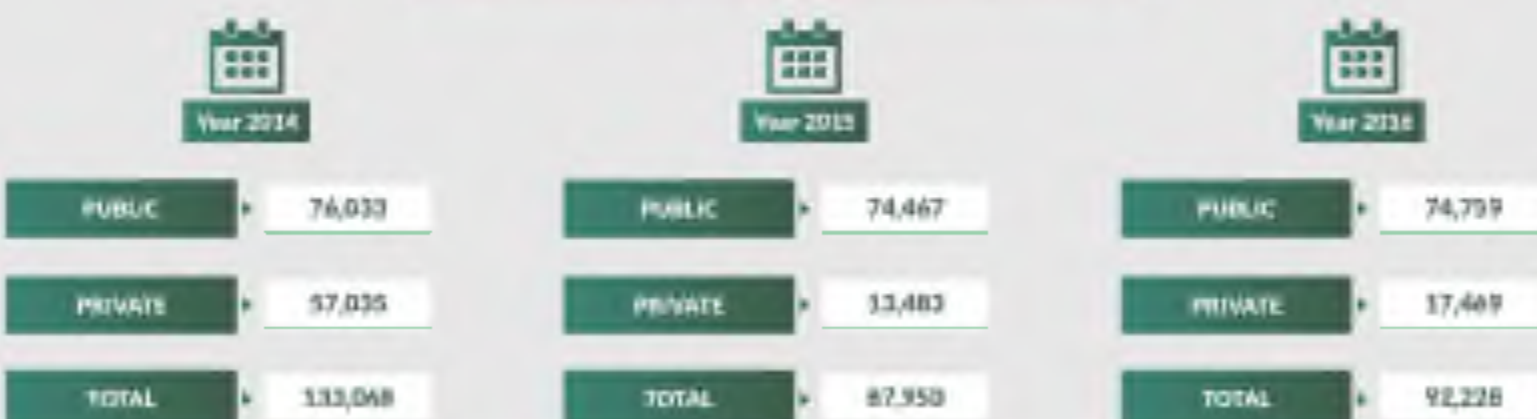 Year 2014
Year 2015
Year 2016
PUBLIC 76,033
PUBLIC 74,467
PUBLIC 74,759
PRIVATE 57,035
PRIVATE 13,483
PRIVATE 17,469
TOTAL 133,068
TOTAL 87,950
TOTAL 92,228